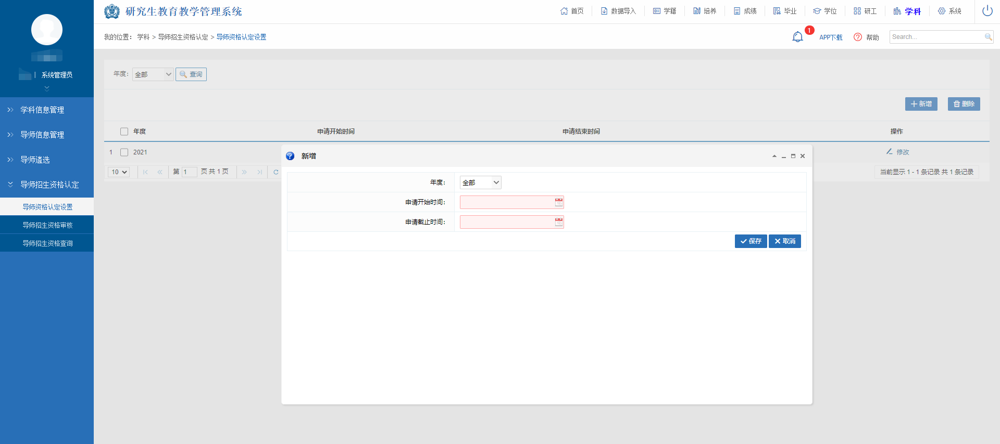 研究生教育教学管理系统
首页 数据导入 学籍 培养 成绩 毕业 学位 研工 学科 系统
我的位置: 学科 > 导师招生资格认定 > 导师资格认定设置
1 APP下载 帮助 Search...
系统管理员
学科信息管理
导师信息管理
导师遴选
导师招生资格认定
导师资格认定设置
导师招生资格审核
导师招生资格查询
年度: 全部 查询
新增 删除
年度 申请开始时间 申请结束时间 操作
1 2021 修改
10 第 1 页 共 1 页 当前显示 1 - 1 条记录 共 1 条记录
新增
年度: 全部
申请开始时间:
申请截止时间:
保存 取消